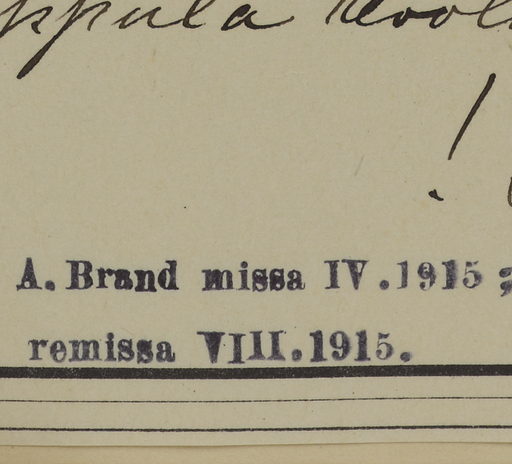 !
A. Brand missa IV.1915;
remissa VIII.1915.